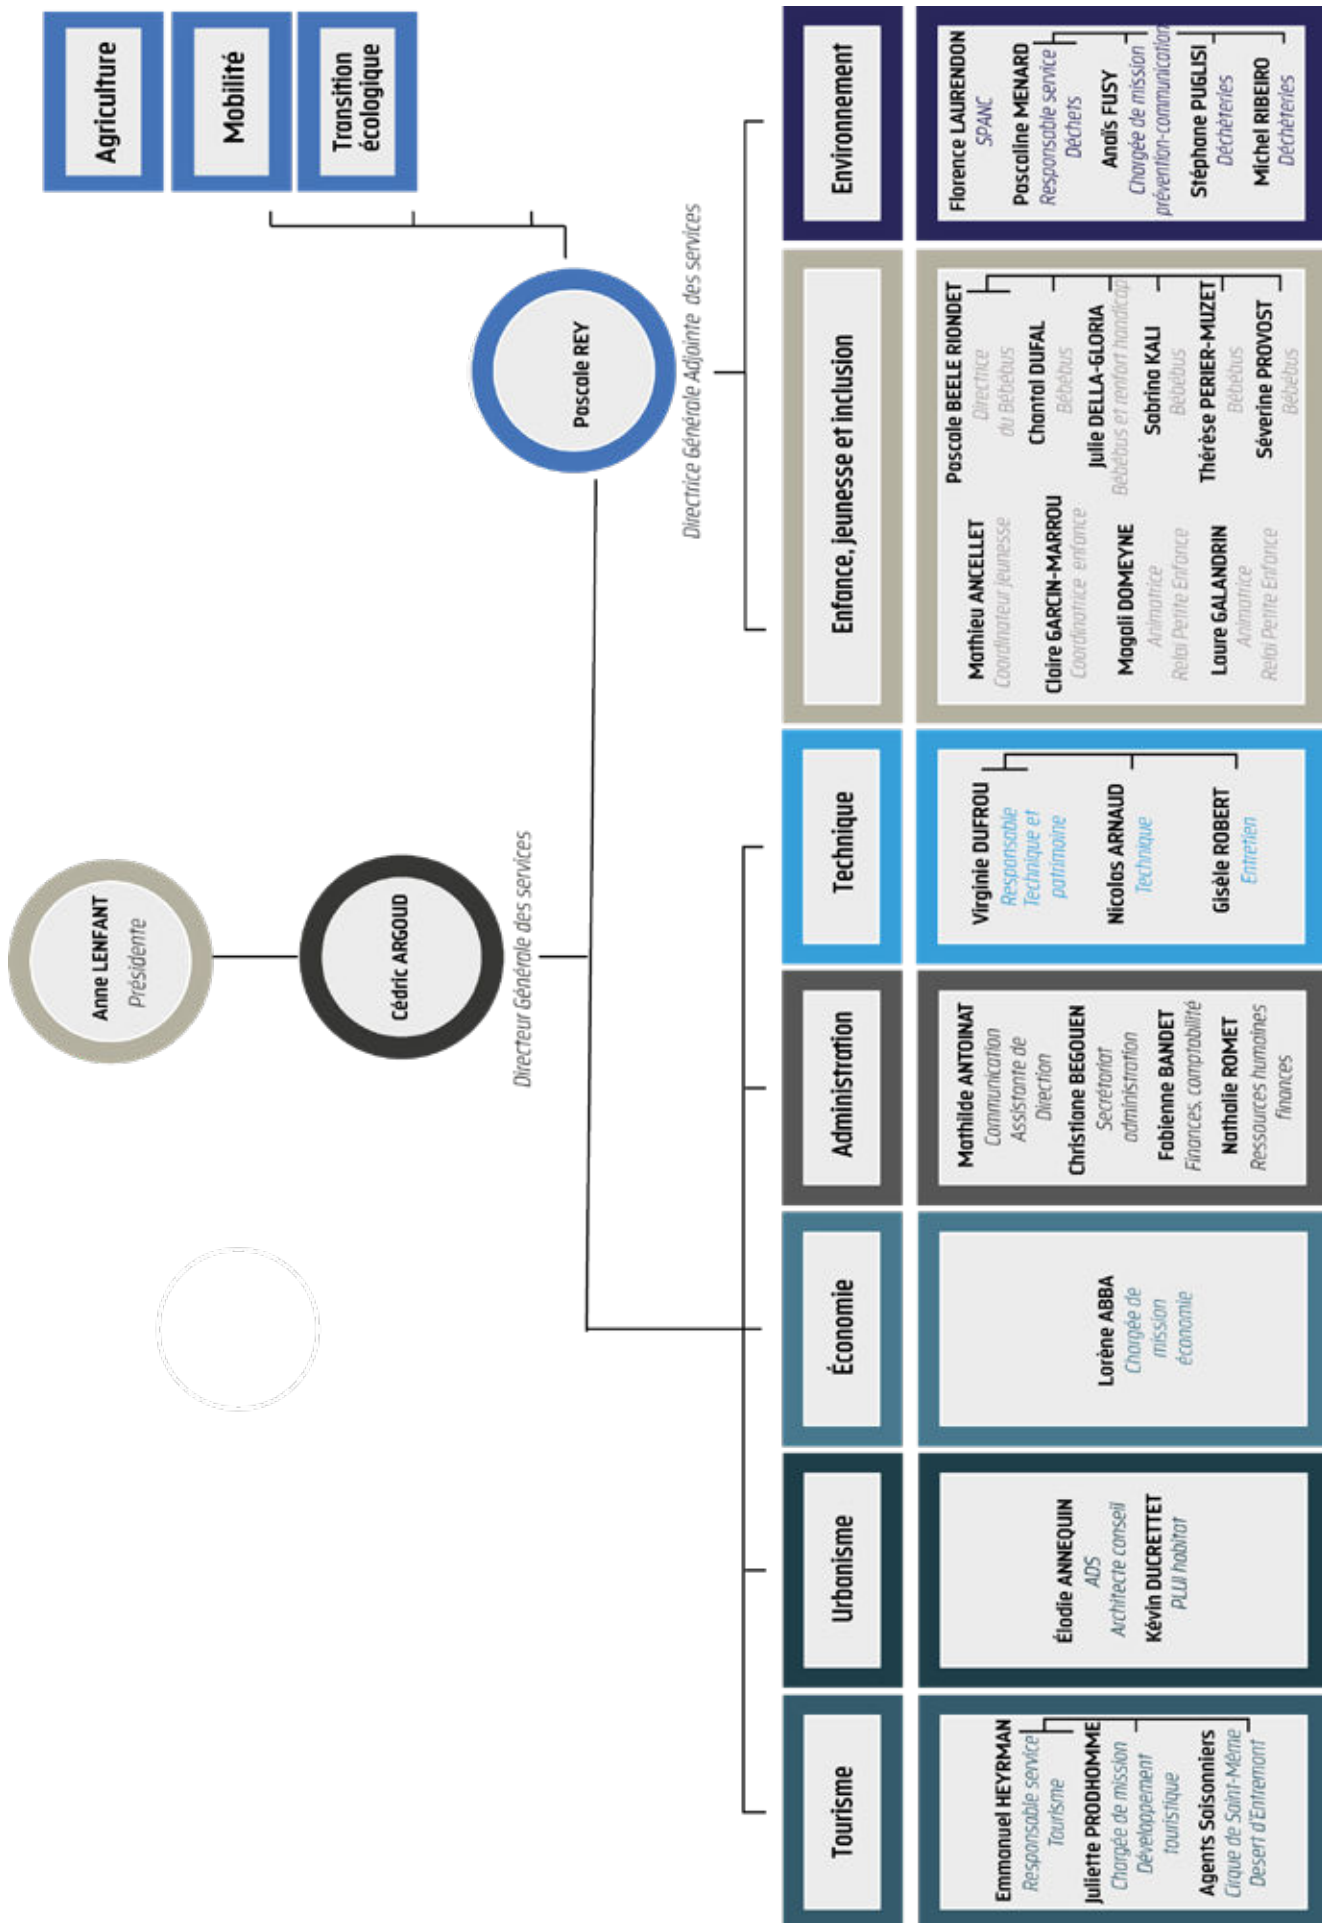 Anne LENFANT
Présidente
Cédric ARGOUD
Directeur Générale des services
Pascale REY
Directrice Générale Adjointe des services
Agriculture
Mobilité
Transition
écologique
Tourisme
Emmanuel HEYRMAN
Responsable service
Tourisme
Juliette PRODHOMME
Chargée de mission
Développement
touristique
Agents Saisonniers
Cirque de Saint-Même
Desert d'Entremont
Urbanisme
Élodie ANNEQUIN
ADS
Architecte conseil
Kévin DUCRETTET
PLUI habitat
Économie
Lorène ABBA
Chargée de
mission
économie
Administration
Mathilde ANTOINAT
Communication
Assistante de
Direction
Christiane BEGOUEN
Secrétariat
administration
Fabienne BANDET
Finances, comptabilité
Nathalie ROMET
Ressources humaines
finances
Technique
Virginie DUFROU
Responsable
Technique et
patrimoine
Nicolas ARNAUD
Technique
Gisèle ROBERT
Entretien
Enfance, jeunesse et inclusion
Mathieu ANCELLET
Coordinateur jeunesse
Claire GARCIN-MARROU
Coordinatrice enfance
Magali DOMEYNE
Animatrice
Relai Petite Enfance
Laure GALANDRIN
Animatrice
Relai Petite Enfance
Pascale BEELE RIONDET
Directrice
du Bébébus
Chantal DUFAL
Bébébus
Julie DELLA-GLORIA
Bébébus et renfort handicap
Sabrina KALI
Bébébus
Thérèse PERIER-MUZET
Bébébus
Séverine PROVOST
Bébébus
Environnement
Florence LAURENDON
SPANC
Pascaline MENARD
Responsable service
Déchets
Anaïs FUSY
Chargée de mission
prévention-communication
Stéphane PUGLISI
Déchèteries
Michel RIBEIRO
Déchèteries